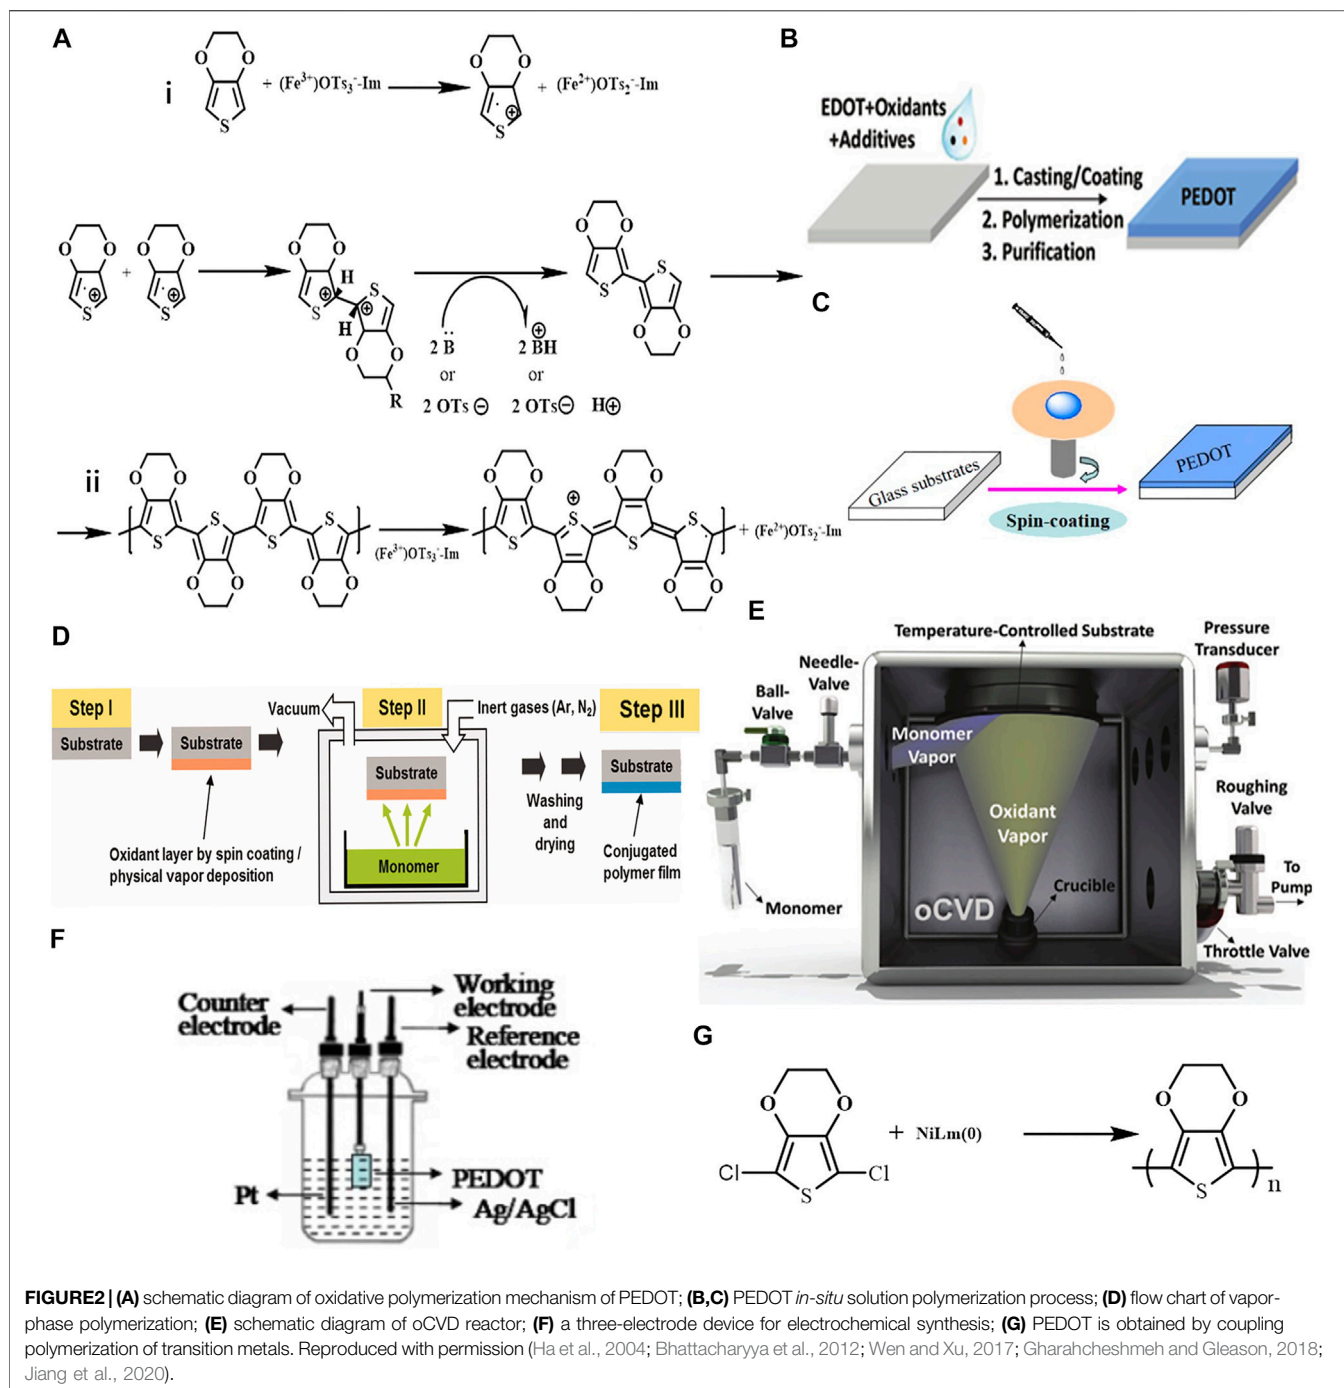 A
i
O
O
S
+ (Fe³⁺)OTs₃⁻-Im
O
O
S
⊕
+ (Fe²⁺)OTs₂⁻-Im
O
O
S
⊕
+
O
O
S
⊕
O
O
S
⊕
H
H
S
⊕
O
O
R
2 B̈
or
2 OTs⊖
2 BH⊕
or
2 OTs⊖ H⊕
O
O
S
S
O
O
ii
O
O
O
O
S
S
S
S
O
O
O
O
(Fe³⁺)OTs₃⁻-Im
O
O
O
O
⊕
S
S
S
S
O
O
O
O
+ (Fe²⁺)OTs₂⁻-Im
B
EDOT+Oxidants
+Additives
1. Casting/Coating
2. Polymerization
3. Purification
PEDOT
C
Glass substrates
Spin-coating
PEDOT
D
Step I
Substrate
Substrate
Oxidant layer by spin coating /
physical vapor deposition
Vacuum
Step II
Inert gases (Ar, N₂)
Substrate
Monomer
Washing
and
drying
Step III
Substrate
Conjugated
polymer film
E
Temperature-Controlled Substrate
Pressure
Transducer
Needle-
Valve
Ball-
Valve
Monomer
Vapor
Oxidant
Vapor
Roughing
Valve
To
Pump
Crucible
oCVD
Monomer
Throttle Valve
F
Counter
electrode
Working
electrode
Reference
electrode
PEDOT
Pt
Ag/AgCl
G
O
O
Cl
S
Cl
+ NiLm(0)
O
O
S
n
FIGURE2 | (A) schematic diagram of oxidative polymerization mechanism of PEDOT; (B,C) PEDOT in-situ solution polymerization process; (D) flow chart of vapor-
phase polymerization; (E) schematic diagram of oCVD reactor; (F) a three-electrode device for electrochemical synthesis; (G) PEDOT is obtained by coupling
polymerization of transition metals. Reproduced with permission (Ha et al., 2004; Bhattacharyya et al., 2012; Wen and Xu, 2017; Gharahcheshmeh and Gleason, 2018;
Jiang et al., 2020).